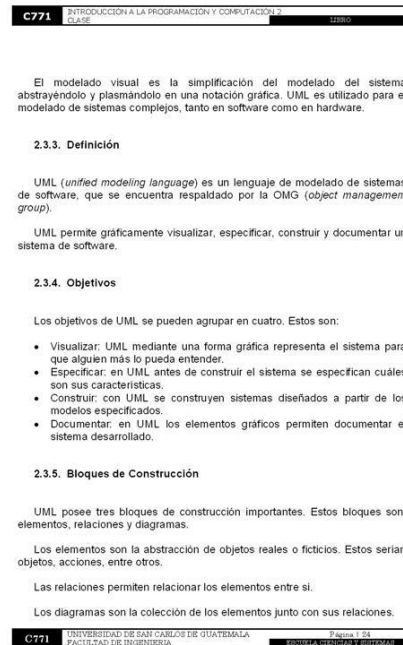 C771 INTRODUCCIÓN A LA PROGRAMACIÓN Y COMPUTACIÓN 2
CLASE LIBRO
El modelado visual es la simplificación del modelado del sistema
abstrayéndolo y plasmándolo en una notación gráfica. UML es utilizado para e
modelado de sistemas complejos, tanto en software como en hardware.
2.3.3. Definición
UML (unified modeling language) es un lenguaje de modelado de sistemas
de software, que se encuentra respaldado por la OMG (object managemen
group).
UML permite gráficamente visualizar, especificar, construir y documentar un
sistema de software.
2.3.4. Objetivos
Los objetivos de UML se pueden agrupar en cuatro. Estos son:
• Visualizar: UML mediante una forma gráfica representa el sistema para
que alguien más lo pueda entender.
• Especificar: en UML antes de construir el sistema se especifican cuáles
son sus características.
• Construir: con UML se construyen sistemas diseñados a partir de los
modelos especificados.
• Documentar: en UML los elementos gráficos permiten documentar e
sistema desarrollado.
2.3.5. Bloques de Construcción
UML posee tres bloques de construcción importantes. Estos bloques son
elementos, relaciones y diagramas.
Los elementos son la abstracción de objetos reales o ficticios. Estos serian
objetos, acciones, entre otros.
Las relaciones permiten relacionar los elementos entre si.
Los diagramas son la colección de los elementos junto con sus relaciones.
C771 UNIVERSIDAD DE SAN CARLOS DE GUATEMALA Página | 24
FACULTAD DE INGENIERIA ESCUELA CIENCIAS Y SISTEMAS